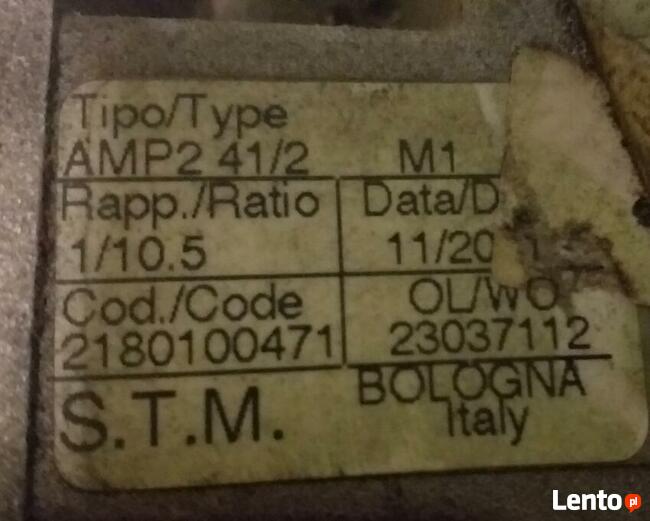 Tipo/Type
AMP2 41/2 M1
Rapp./Ratio Data/D
1/10.5 11/20 1
Cod./Code OL/WO
2180100471 23037112
S.T.M. BOLOGNA
Italy
Lento pl